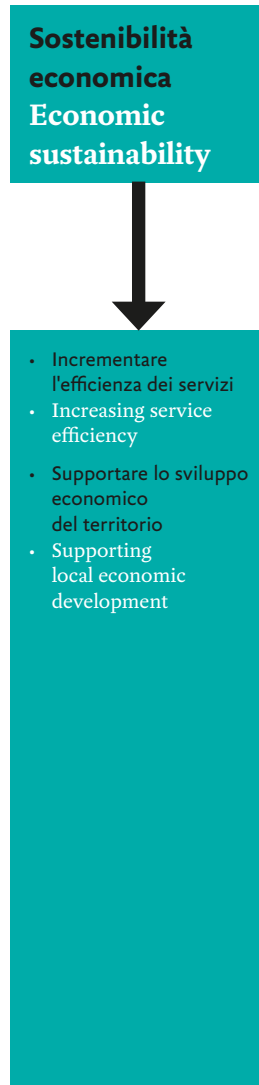 Sostenibilità
economica
Economic
sustainability
• Incrementare
l'efficienza dei servizi
• Increasing service
efficiency
• Supportare lo sviluppo
economico
del territorio
• Supporting
local economic
development